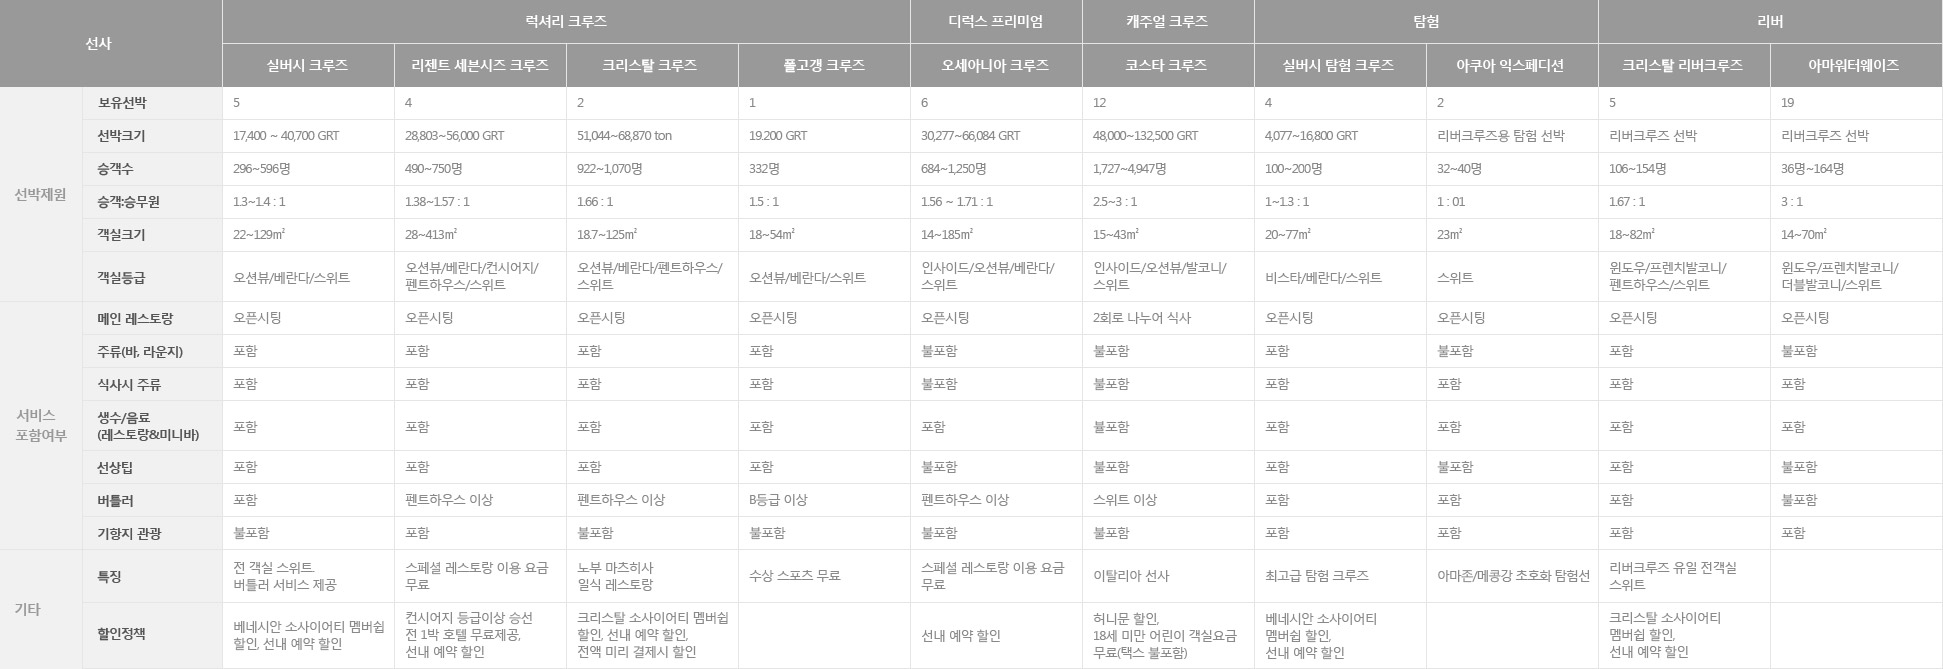 선사 럭셔리 크루즈 디럭스 프리미엄 캐주얼 크루즈 탐험 리버
실버시 크루즈 리젠트 세븐시즈 크루즈 크리스탈 크루즈 폴고갱 크루즈 오세아니아 크루즈 코스타 크루즈 실버시 탐험 크루즈 아쿠아 익스페디션 크리스탈 리버크루즈 아마워터웨이즈
선박제원
보유선박 5 4 2 1 6 12 4 2 5 19
선박크기 17,400 ~ 40,700 GRT 28,803~56,000 GRT 51,044~68,870 ton 19.200 GRT 30,277~66,084 GRT 48,000~132,500 GRT 4,077~16,800 GRT 리버크루즈용 탐험 선박 리버크루즈 선박 리버크루즈 선박
승객수 296~596명 490~750명 922~1,070명 332명 684~1,250명 1,727~4,947명 100~200명 32~40명 106~154명 36명~164명
승객:승무원 1.3~1.4 : 1 1.38~1.57 : 1 1.66 : 1 1.5 : 1 1.56 ~ 1.71 : 1 2.5~3 : 1 1~1.3 : 1 1 : 01 1.67 : 1 3 : 1
객실크기 22~129㎡ 28~413㎡ 18.7~125㎡ 18~54㎡ 14~185㎡ 15~43㎡ 20~77㎡ 23㎡ 18~82㎡ 14~70㎡
객실등급 오션뷰/베란다/스위트
오션뷰/베란다/컨시어지/
펜트하우스/스위트
오션뷰/베란다/펜트하우스/
스위트
오션뷰/베란다/스위트
인사이드/오션뷰/베란다/
스위트
인사이드/오션뷰/발코니/
스위트
비스타/베란다/스위트
스위트
윈도우/프렌치발코니/
펜트하우스/스위트
윈도우/프렌치발코니/
더블발코니/스위트
서비스
포함여부
메인 레스토랑 오픈시팅 오픈시팅 오픈시팅 오픈시팅 오픈시팅 2회로 나누어 식사 오픈시팅 오픈시팅 오픈시팅 오픈시팅
주류(바, 라운지) 포함 포함 포함 포함 불포함 불포함 포함 불포함 포함 불포함
식사시 주류 포함 포함 포함 포함 불포함 불포함 포함 포함 포함 포함
생수/음료
(레스토랑&미니바)
포함 포함 포함 포함 포함 뷸포함 포함 포함 포함 포함
선상팁 포함 포함 포함 포함 불포함 불포함 포함 불포함 포함 불포함
버틀러 포함 펜트하우스 이상 펜트하우스 이상 B등급 이상 펜트하우스 이상 스위트 이상 포함 포함 포함 불포함
기항지 관광 불포함 포함 불포함 불포함 불포함 불포함 포함 포함 포함 포함
기타
특징
전 객실 스위트.
버틀러 서비스 제공
스페셜 레스토랑 이용 요금
무료
노부 마츠히사
일식 레스토랑
수상 스포츠 무료
스페셜 레스토랑 이용 요금
무료
이탈리아 선사
최고급 탐험 크루즈
아마존/메콩강 초호화 탐험선
리버크루즈 유일 전객실
스위트
할인정책
베네시안 소사이어티 멤버쉽
할인, 선내 예약 할인
컨시어지 등급이상 승선
전 1박 호텔 무료제공,
선내 예약 할인
크리스탈 소사이어티 멤버쉽
할인, 선내 예약 할인,
전액 미리 결제시 할인
선내 예약 할인
허니문 할인,
18세 미만 어린이 객실요금
무료(택스 불포함)
베네시안 소사이어티
멤버쉽 할인,
선내 예약 할인
크리스탈 소사이어티
멤버쉽 할인,
선내 예약 할인